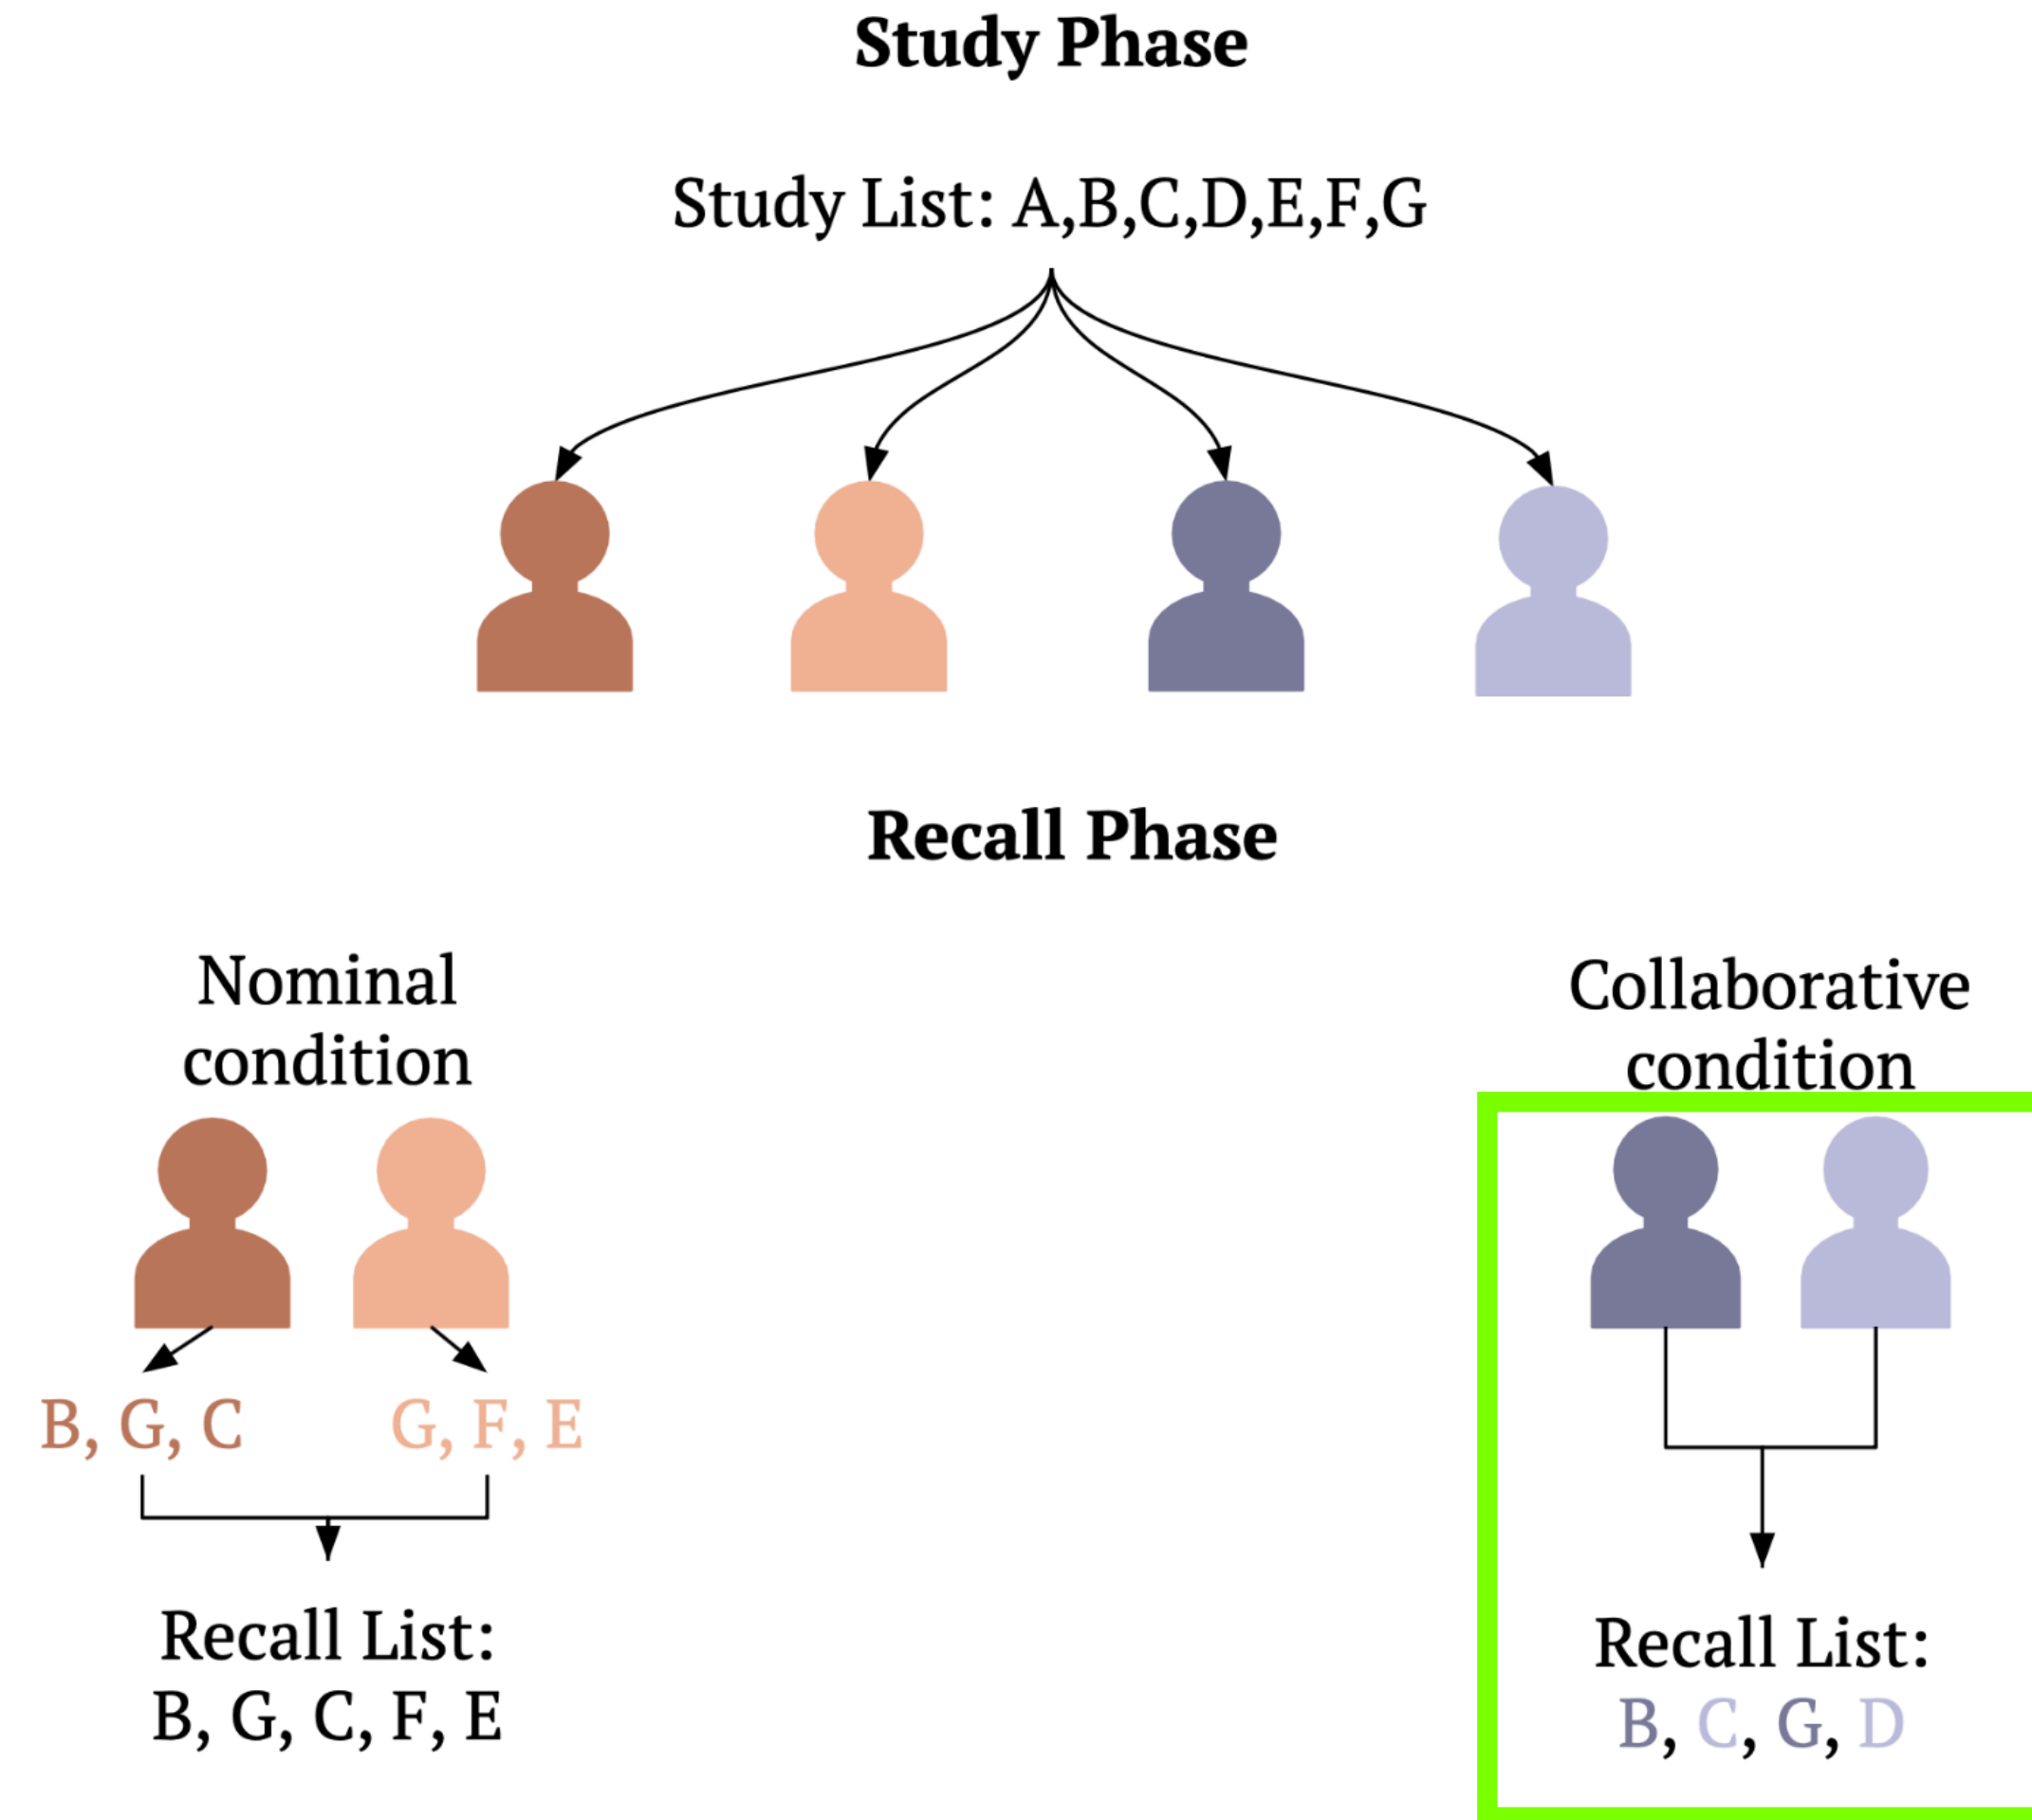 Study Phase
Study List: A,B,C,D,E,F,G
Recall Phase
Nominal
condition
B, G, C
G, F, E
Recall List:
B, G, C, F, E
Collaborative
condition
Recall List:
B, C, G, D